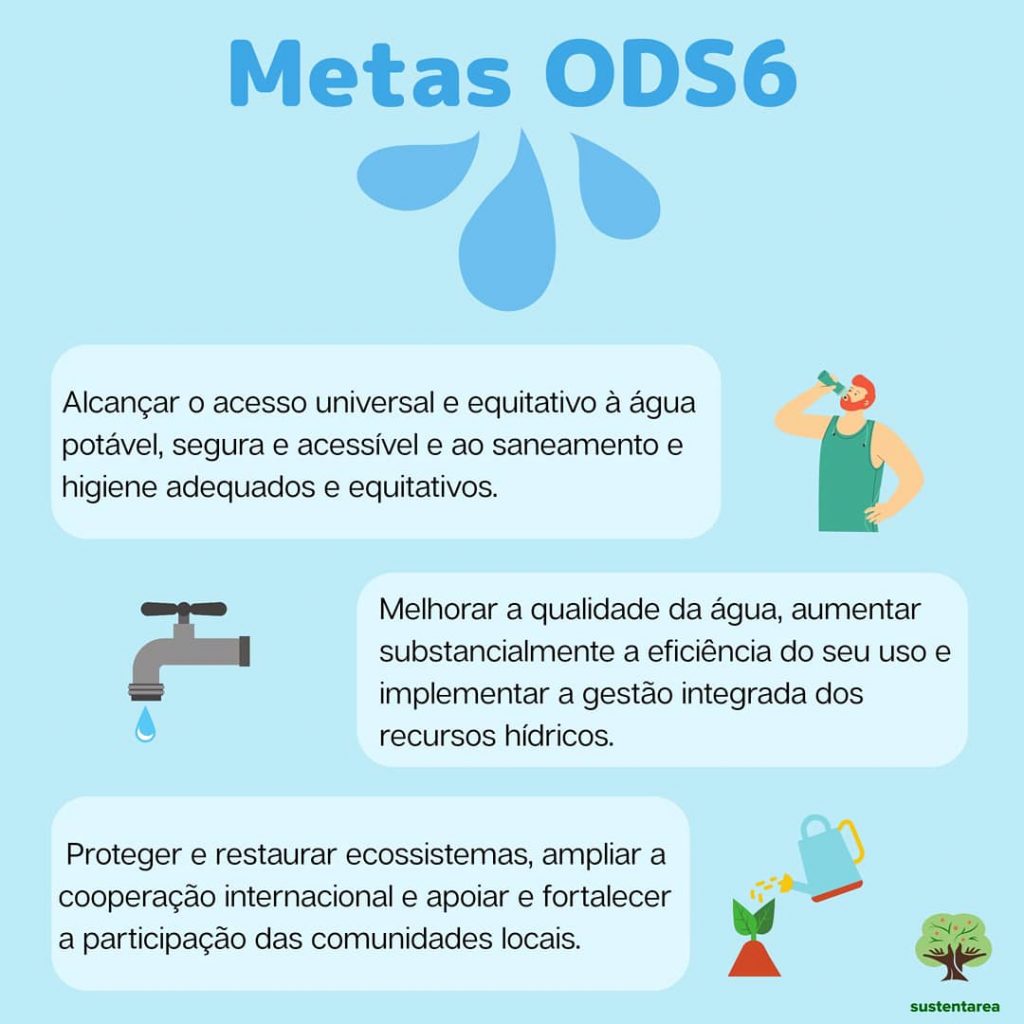 Metas ODS6
Alcançar o acesso universal e equitativo à água
potável, segura e acessível e ao saneamento e
higiene adequados e equitativos.
Melhorar a qualidade da água, aumentar
substancialmente a eficiência do seu uso e
implementar a gestão integrada dos
recursos hídricos.
Proteger e restaurar ecossistemas, ampliar a
cooperação internacional e apoiar e fortalecer
a participação das comunidades locais.
sustentarea